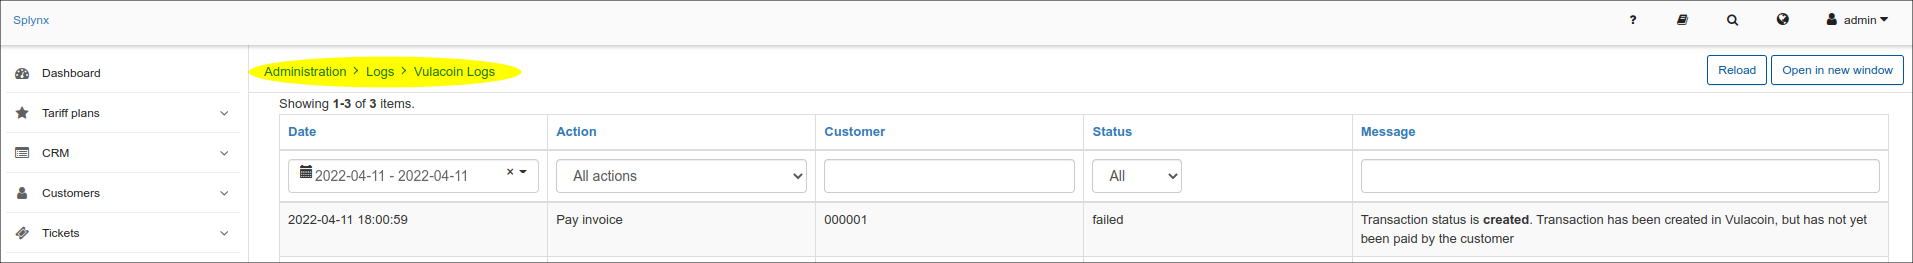 Splynx
? admin
Dashboard
Tariff plans
CRM
Customers
Tickets
Administration > Logs > Vulacoin Logs
Reload Open in new window
Showing 1-3 of 3 items.
Date Action Customer Status Message
2022-04-11 - 2022-04-11 × All actions All
2022-04-11 18:00:59 Pay invoice 000001 failed Transaction status is created. Transaction has been created in Vulacoin, but has not yet
been paid by the customer